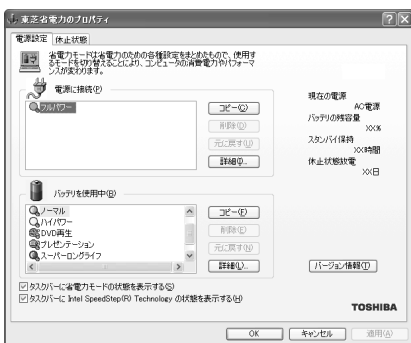 東芝省電力のプロパティ
電源設定 休止状態
省電力モードは省電力のための各種設定をまとめたもので、使用す
るモードを切り替えることにより、コンピュータの消費電力やパフォーマ
ンスが変わります。
電源に接続(P)
フルパワー
コピー(C)
削除(D)
元に戻す(U)
詳細(I)...
バッテリを使用中(B)
ノーマル
ハイパワー
DVD再生
プレゼンテーション
スーパーロングライフ
コピー(F)
削除(E)
元に戻す(N)
詳細(L)...
現在の電源
AC電源
バッテリの残容量
××%
スタンバイ保持
××時間
休止状態放電
××日
バージョン情報(T)
タスクバーに省電力モードの状態を表示する(S)
タスクバーに Intel SpeedStep(R) Technology の状態を表示する(H)
TOSHIBA
OK キャンセル 適用(A)